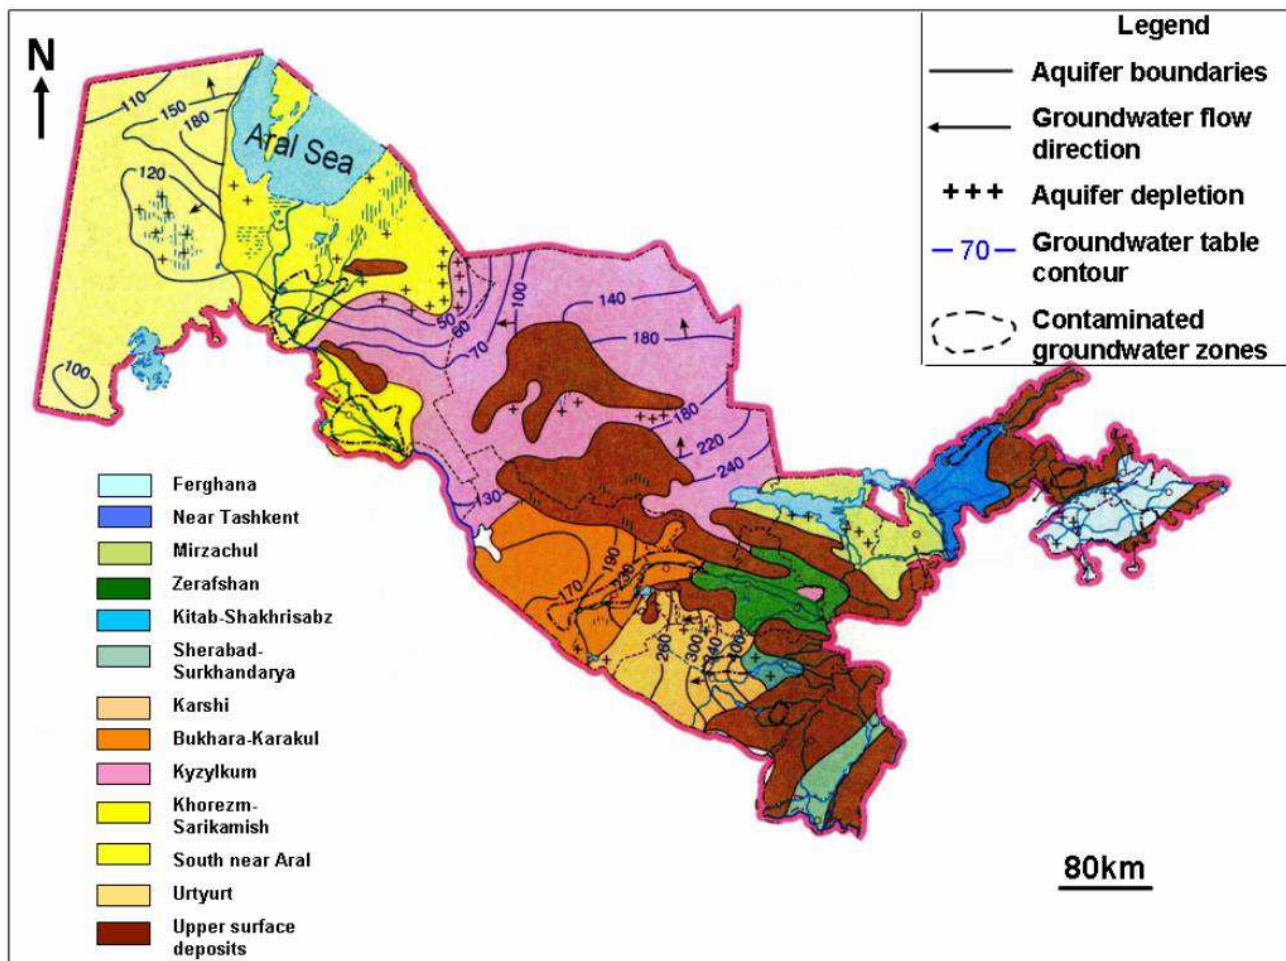 N
Legend
Aquifer boundaries
Groundwater flow
direction
+++ Aquifer depletion
70 Groundwater table
contour
Contaminated
groundwater zones
110
150
180
Aral Sea
120
100
50
60
70
100
140
180
180
220
240
130
170
190
230
260
300
340
400
Ferghana
Near Tashkent
Mirzachul
Zerafshan
Kitab-Shakhrisabz
Sherabad-
Surkhandarya
Karshi
Bukhara-Karakul
Kyzylkum
Khorezm-
Sarikamish
South near Aral
Urtyurt
Upper surface
deposits
80km